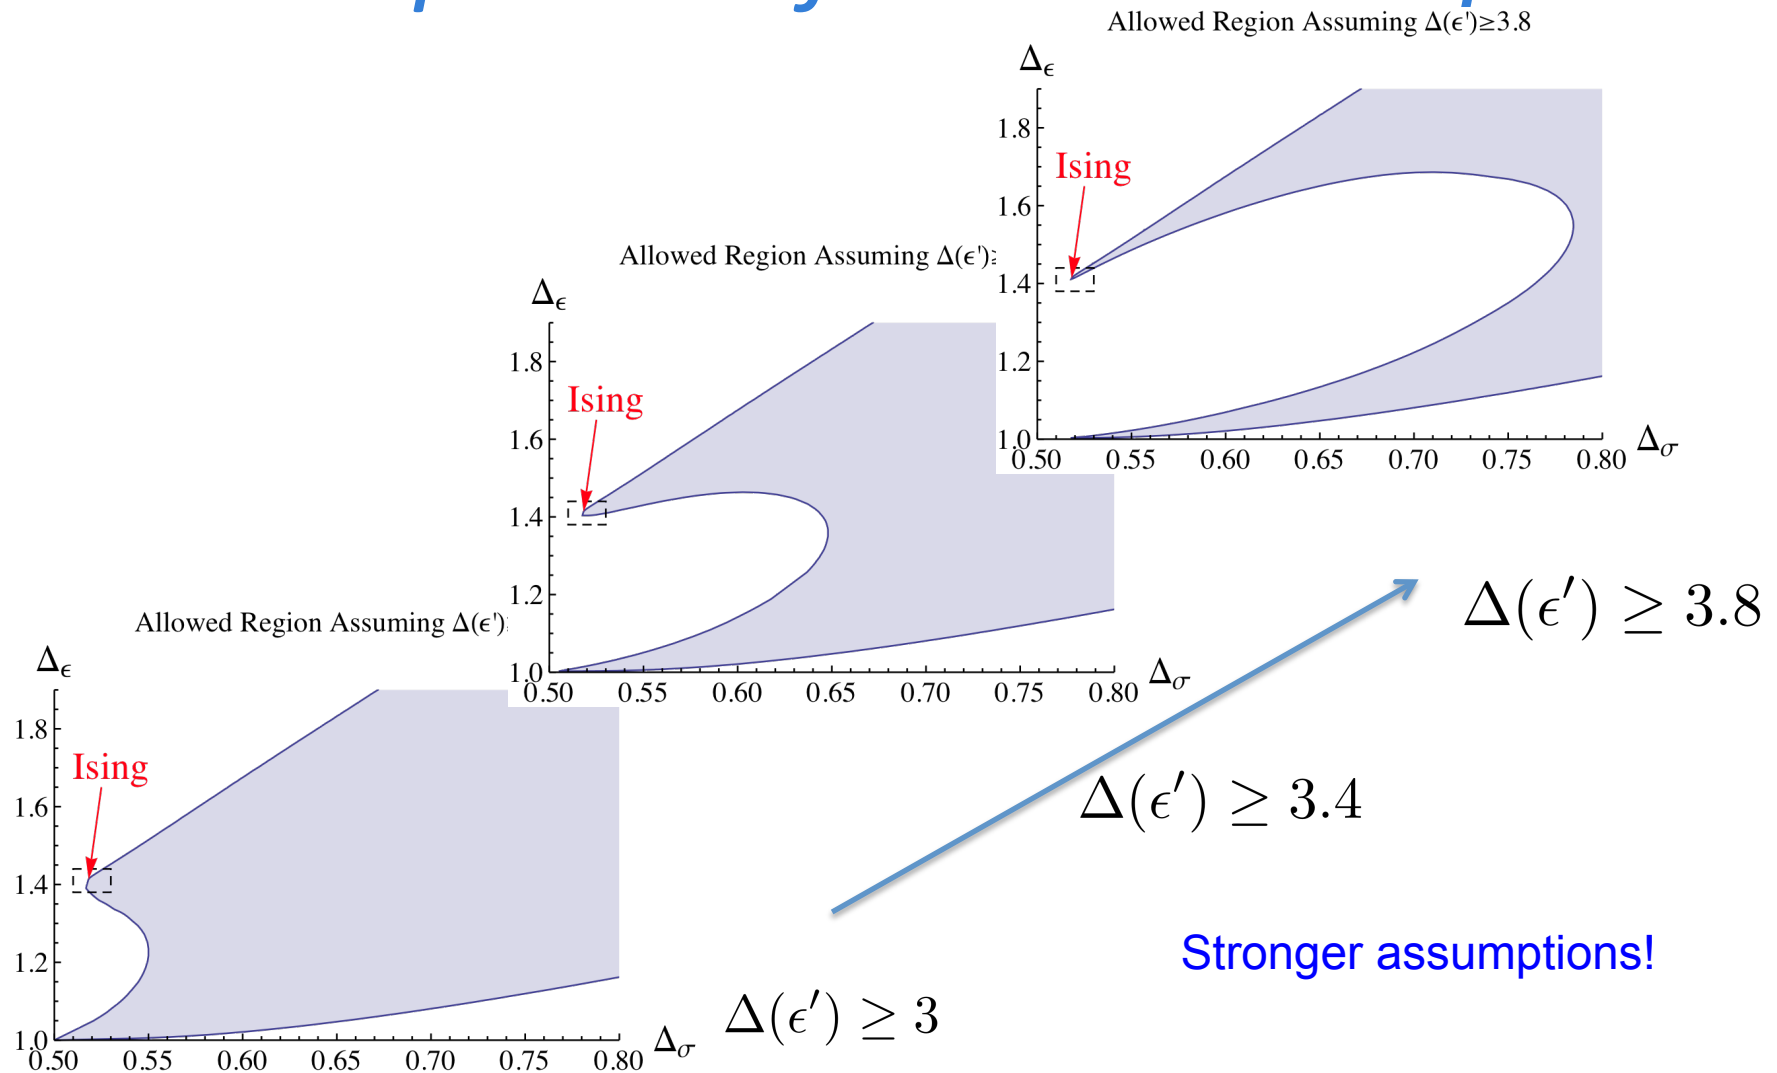 Allowed Region Assuming Δ(ϵ')≥3.8
Δϵ
1.8
1.6
1.4
1.2
1.0
Ising
0.50 0.55 0.60 0.65 0.70 0.75 0.80
Δσ
Allowed Region Assuming Δ(ϵ')≥
Δϵ
1.8
1.6
1.4
1.2
1.0
Ising
0.50 0.55 0.60 0.65 0.70 0.75 0.80
Δσ
Allowed Region Assuming Δ(ϵ')
Δϵ
1.8
1.6
1.4
1.2
1.0
Ising
0.50 0.55 0.60 0.65 0.70 0.75 0.80
Δσ
Δ(ϵ′) ≥ 3.8
Δ(ϵ′) ≥ 3.4
Δ(ϵ′) ≥ 3
Stronger assumptions!